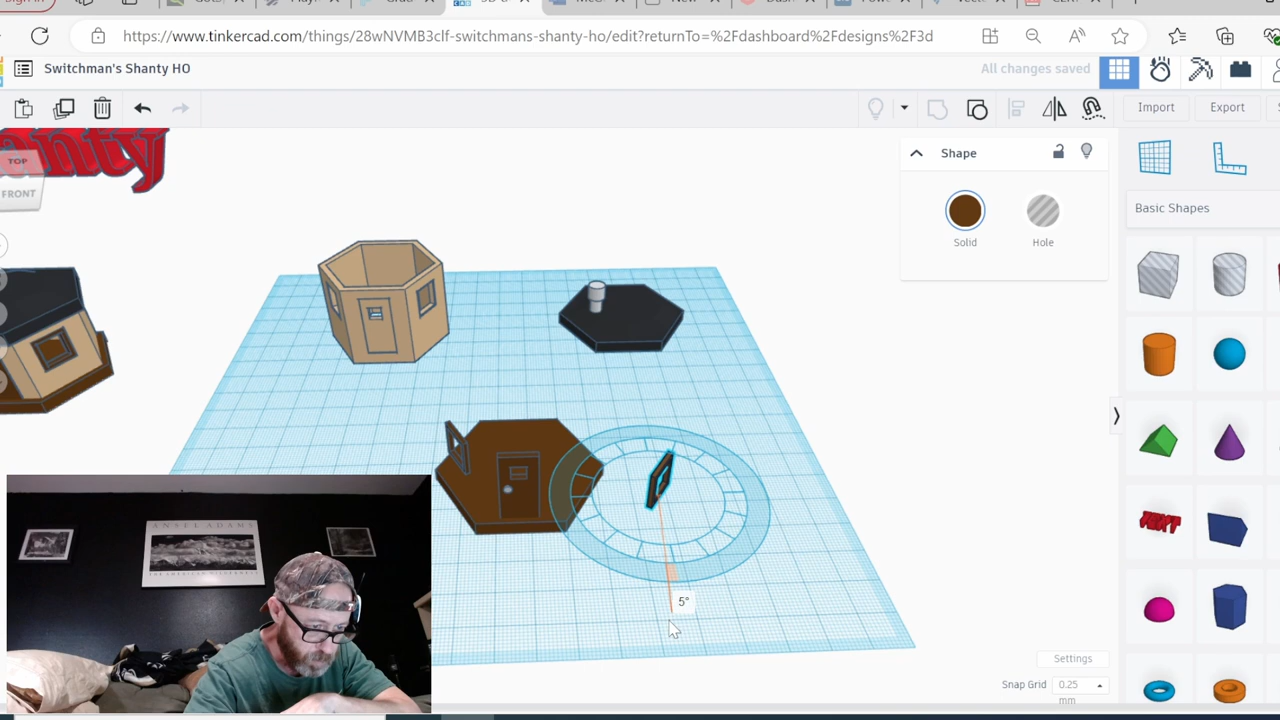 https://www.tinkercad.com/things/28wNVMB3clf-switchmans-shanty-ho/edit?returnTo=%2Fdashboard%2Fdesigns%2F3d
Switchman's Shanty HO
All changes saved
Import
Export
anty
TOP
FRONT
Shape
Solid
Hole
Basic Shapes
TEXT
5°
ANSEL ADAMS
Settings
Snap Grid
0.25
mm